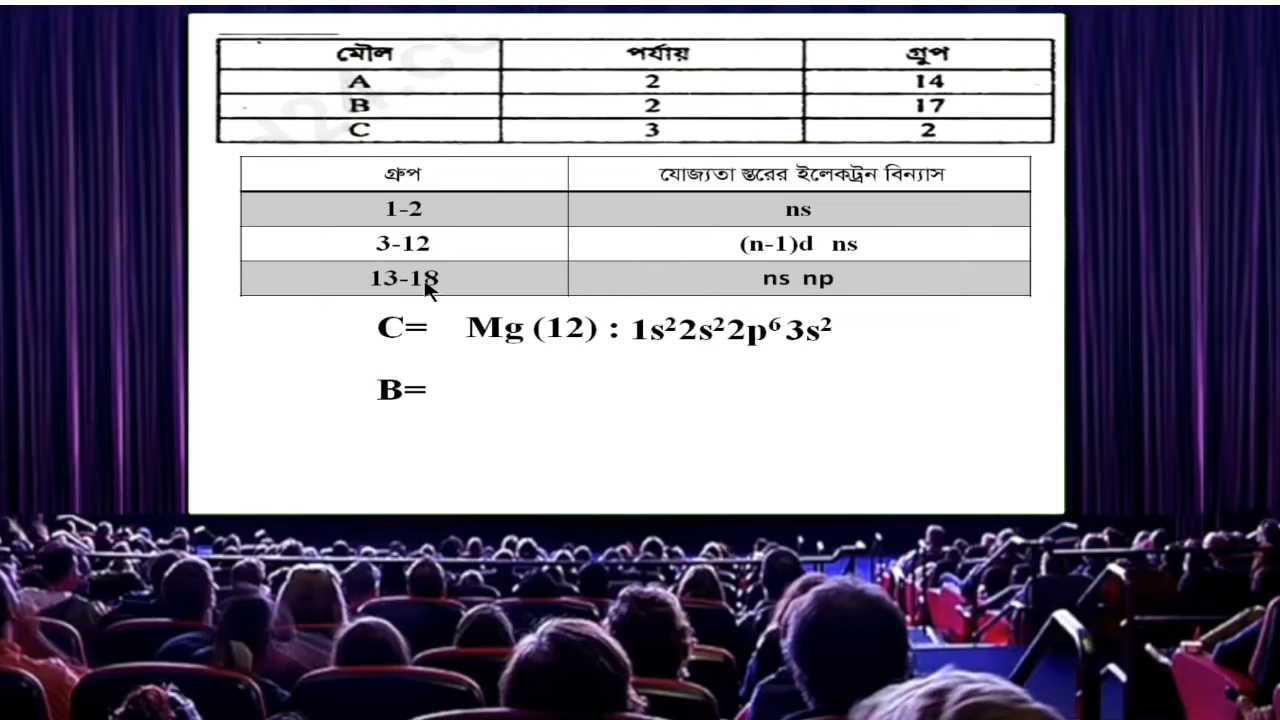 মৌল পর্যায় গ্রুপ
A 2 14
B 2 17
C 3 2
গ্রুপ যোজ্যতা স্তরের ইলেকট্রন বিন্যাস
1-2 ns
3-12 (n-1)d ns
13-18 ns np
C= Mg (12) : 1s²2s²2p⁶3s²
B=